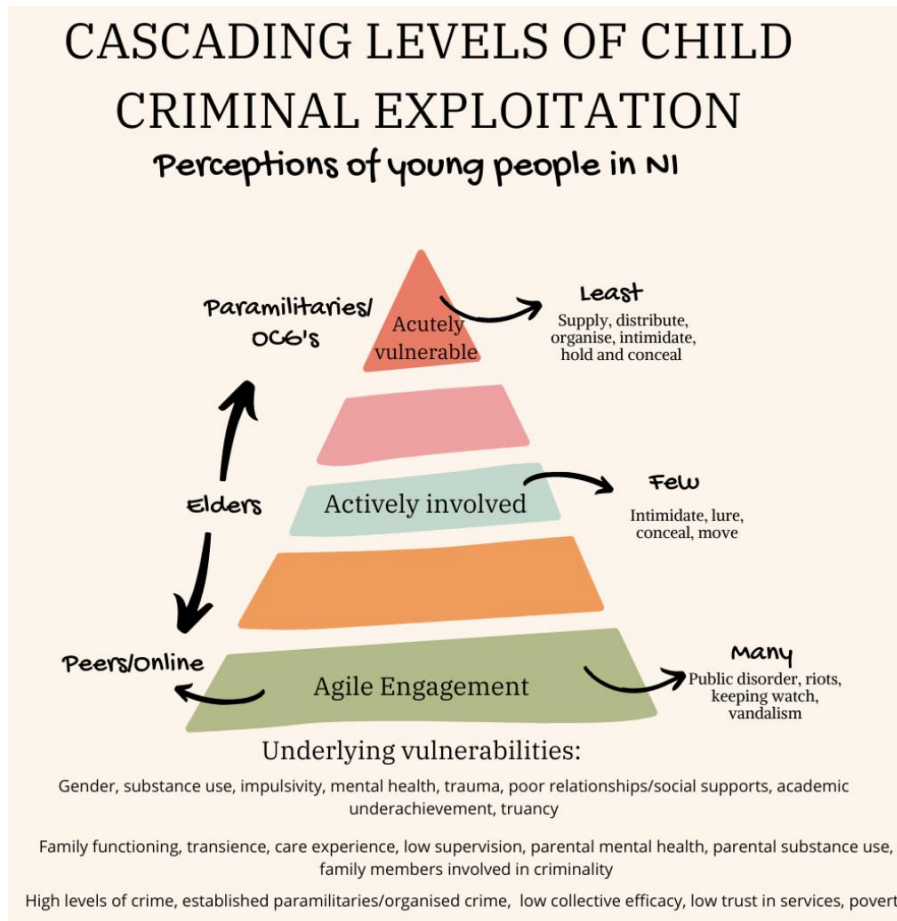 CASCADING LEVELS OF CHILD
CRIMINAL EXPLOITATION
Perceptions of young people in NI
Paramilitaries/
OCG's
Acutely
vulnerable
Least
Supply, distribute,
organise, intimidate,
hold and conceal
Elders
Actively involved
Few
Intimidate, lure,
conceal, move
Peers/Online
Agile Engagement
Many
Public disorder, riots,
keeping watch,
vandalism
Underlying vulnerabilities:
Gender, substance use, impulsivity, mental health, trauma, poor relationships/social supports, academic
underachievement, truancy
Family functioning, transience, care experience, low supervision, parental mental health, parental substance use,
family members involved in criminality
High levels of crime, established paramilitaries/organised crime, low collective efficacy, low trust in services, povert